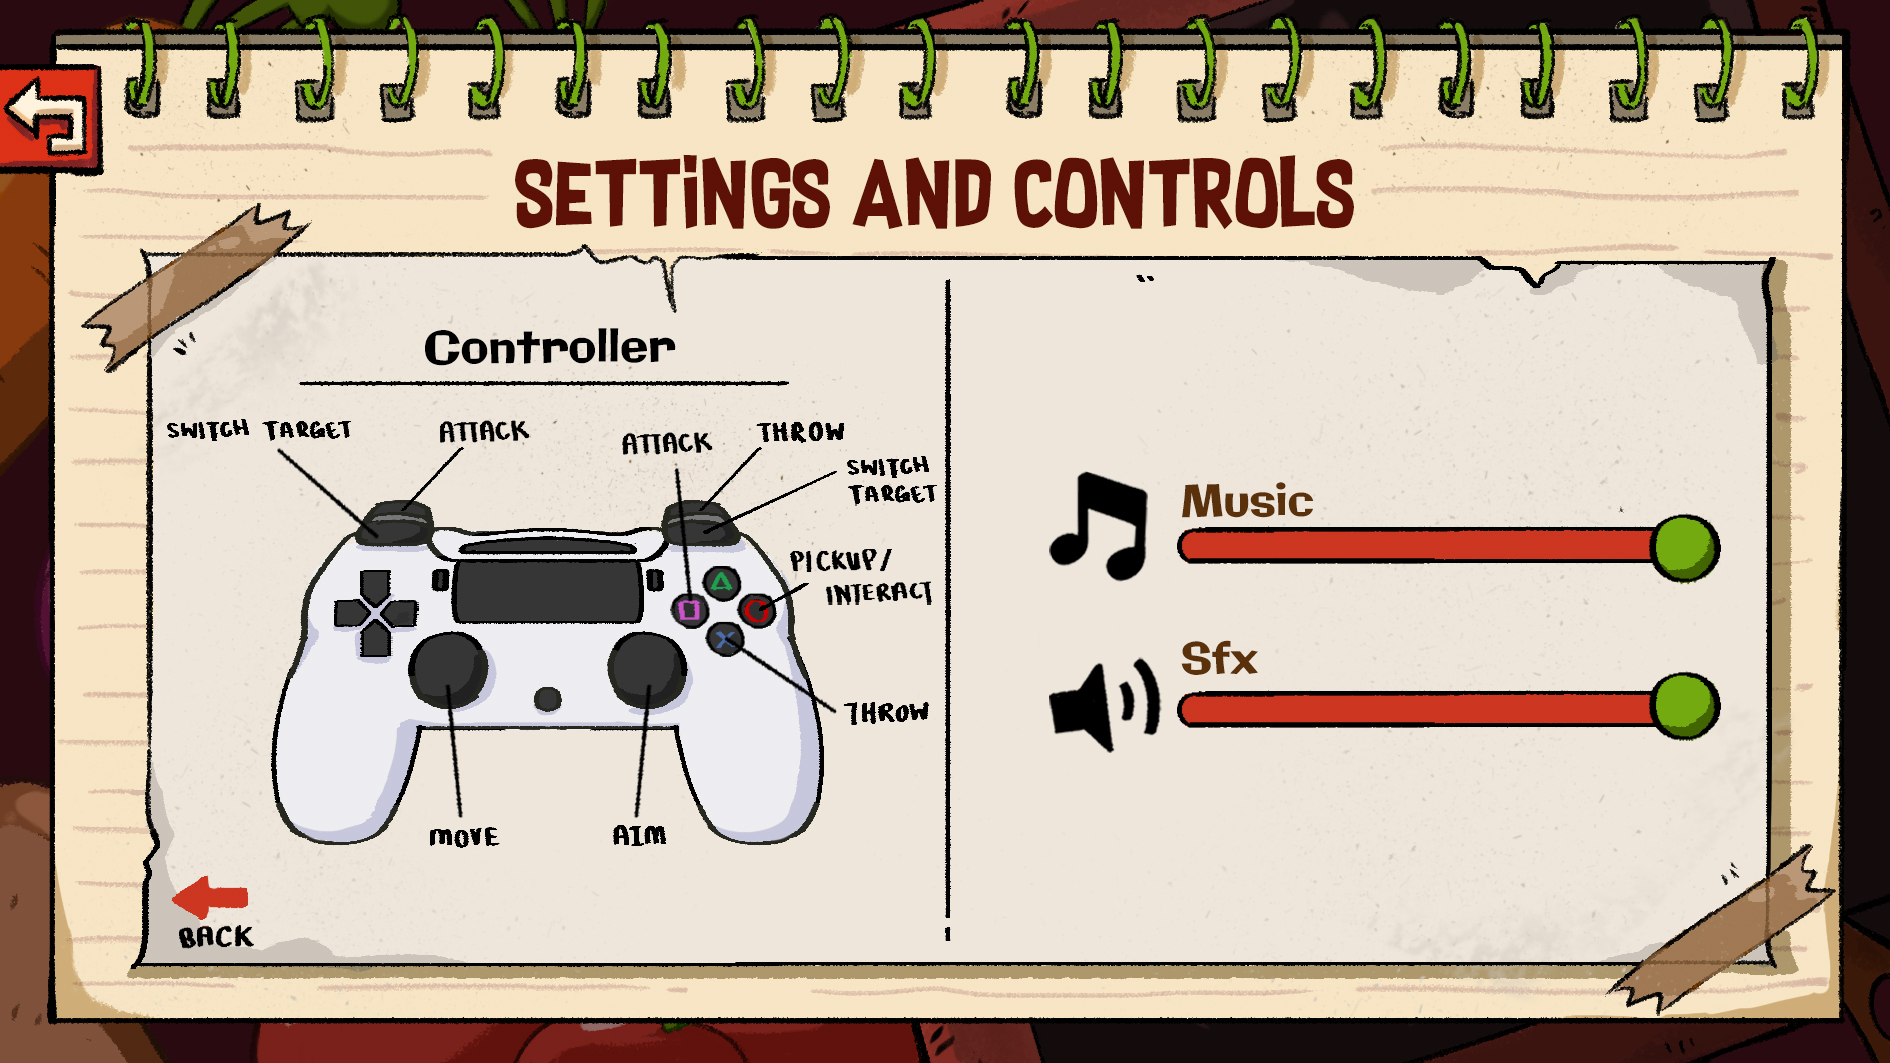 SETTiNGS AND CONTROLS
Controller
SWITCH TARGET
ATTACK
ATTACK
THROW
SWITCH
TARGET
PICKUP/
INTERACT
THROW
MOVE
AIM
BACK
Music
Sfx